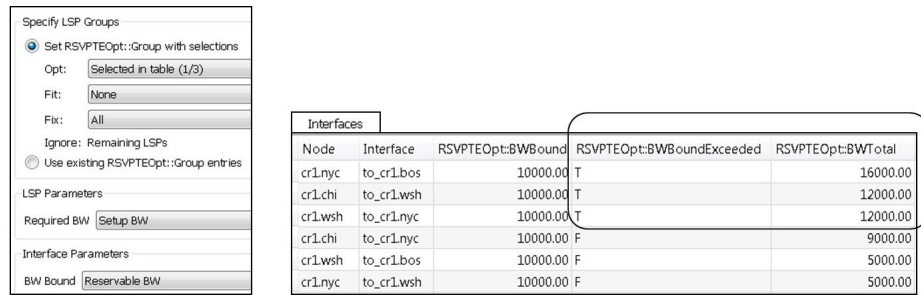 Specify LSP Groups
Set RSVPTEOpt::Group with selections
Opt: Selected in table (1/3)
Fit: None
Fix: All
Ignore: Remaining LSPs
Use existing RSVPTEOpt::Group entries
LSP Parameters
Required BW Setup BW
Interface Parameters
BW Bound Reservable BW
Interfaces
Node Interface RSVPTEOpt::BWBound RSVPTEOpt::BWBoundExceeded RSVPTEOpt::BWTotal
cr1.nyc to_cr1.bos 10000.00 T 16000.00
cr1.chi to_cr1.wsh 10000.00 T 12000.00
cr1.wsh to_cr1.nyc 10000.00 T 12000.00
cr1.chi to_cr1.nyc 10000.00 F 9000.00
cr1.wsh to_cr1.bos 10000.00 F 5000.00
cr1.nyc to_cr1.wsh 10000.00 F 5000.00